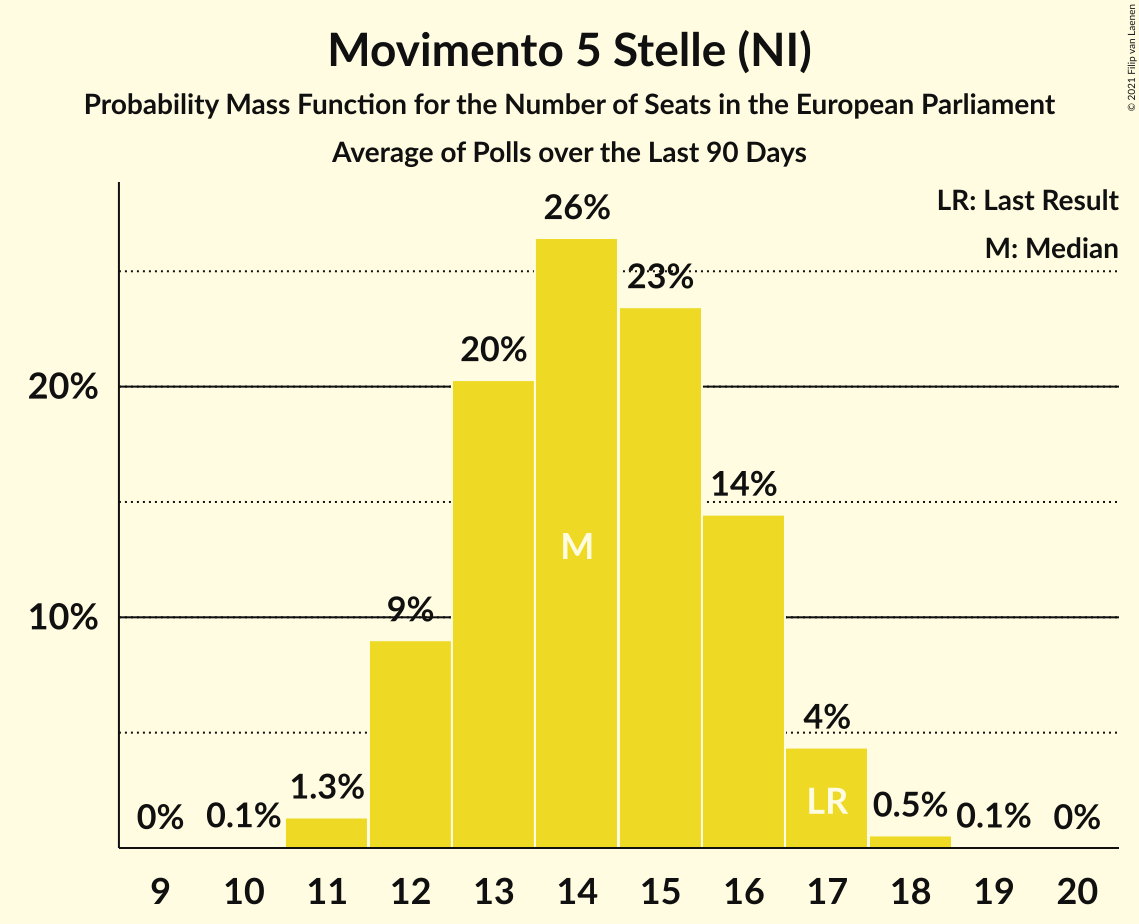 Movimento 5 Stelle (NI)
Probability Mass Function for the Number of Seats in the European Parliament
Average of Polls over the Last 90 Days
© 2021 Filip van Laenen
LR: Last Result
M: Median
20%
10%
0%
0.1%
1.3%
9%
20%
26%
23%
14%
4%
0.5%
0.1%
0%
M
LR
9 10 11 12 13 14 15 16 17 18 19 20